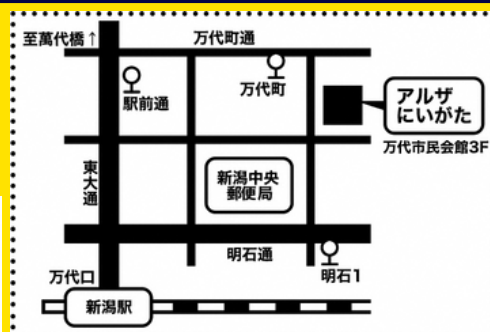 至萬代橋↑
万代町通
駅前通
万代町
アルザ
にいがた
万代市民会館3F
東大通
新潟中央
郵便局
明石通
明石1
万代口
新潟駅